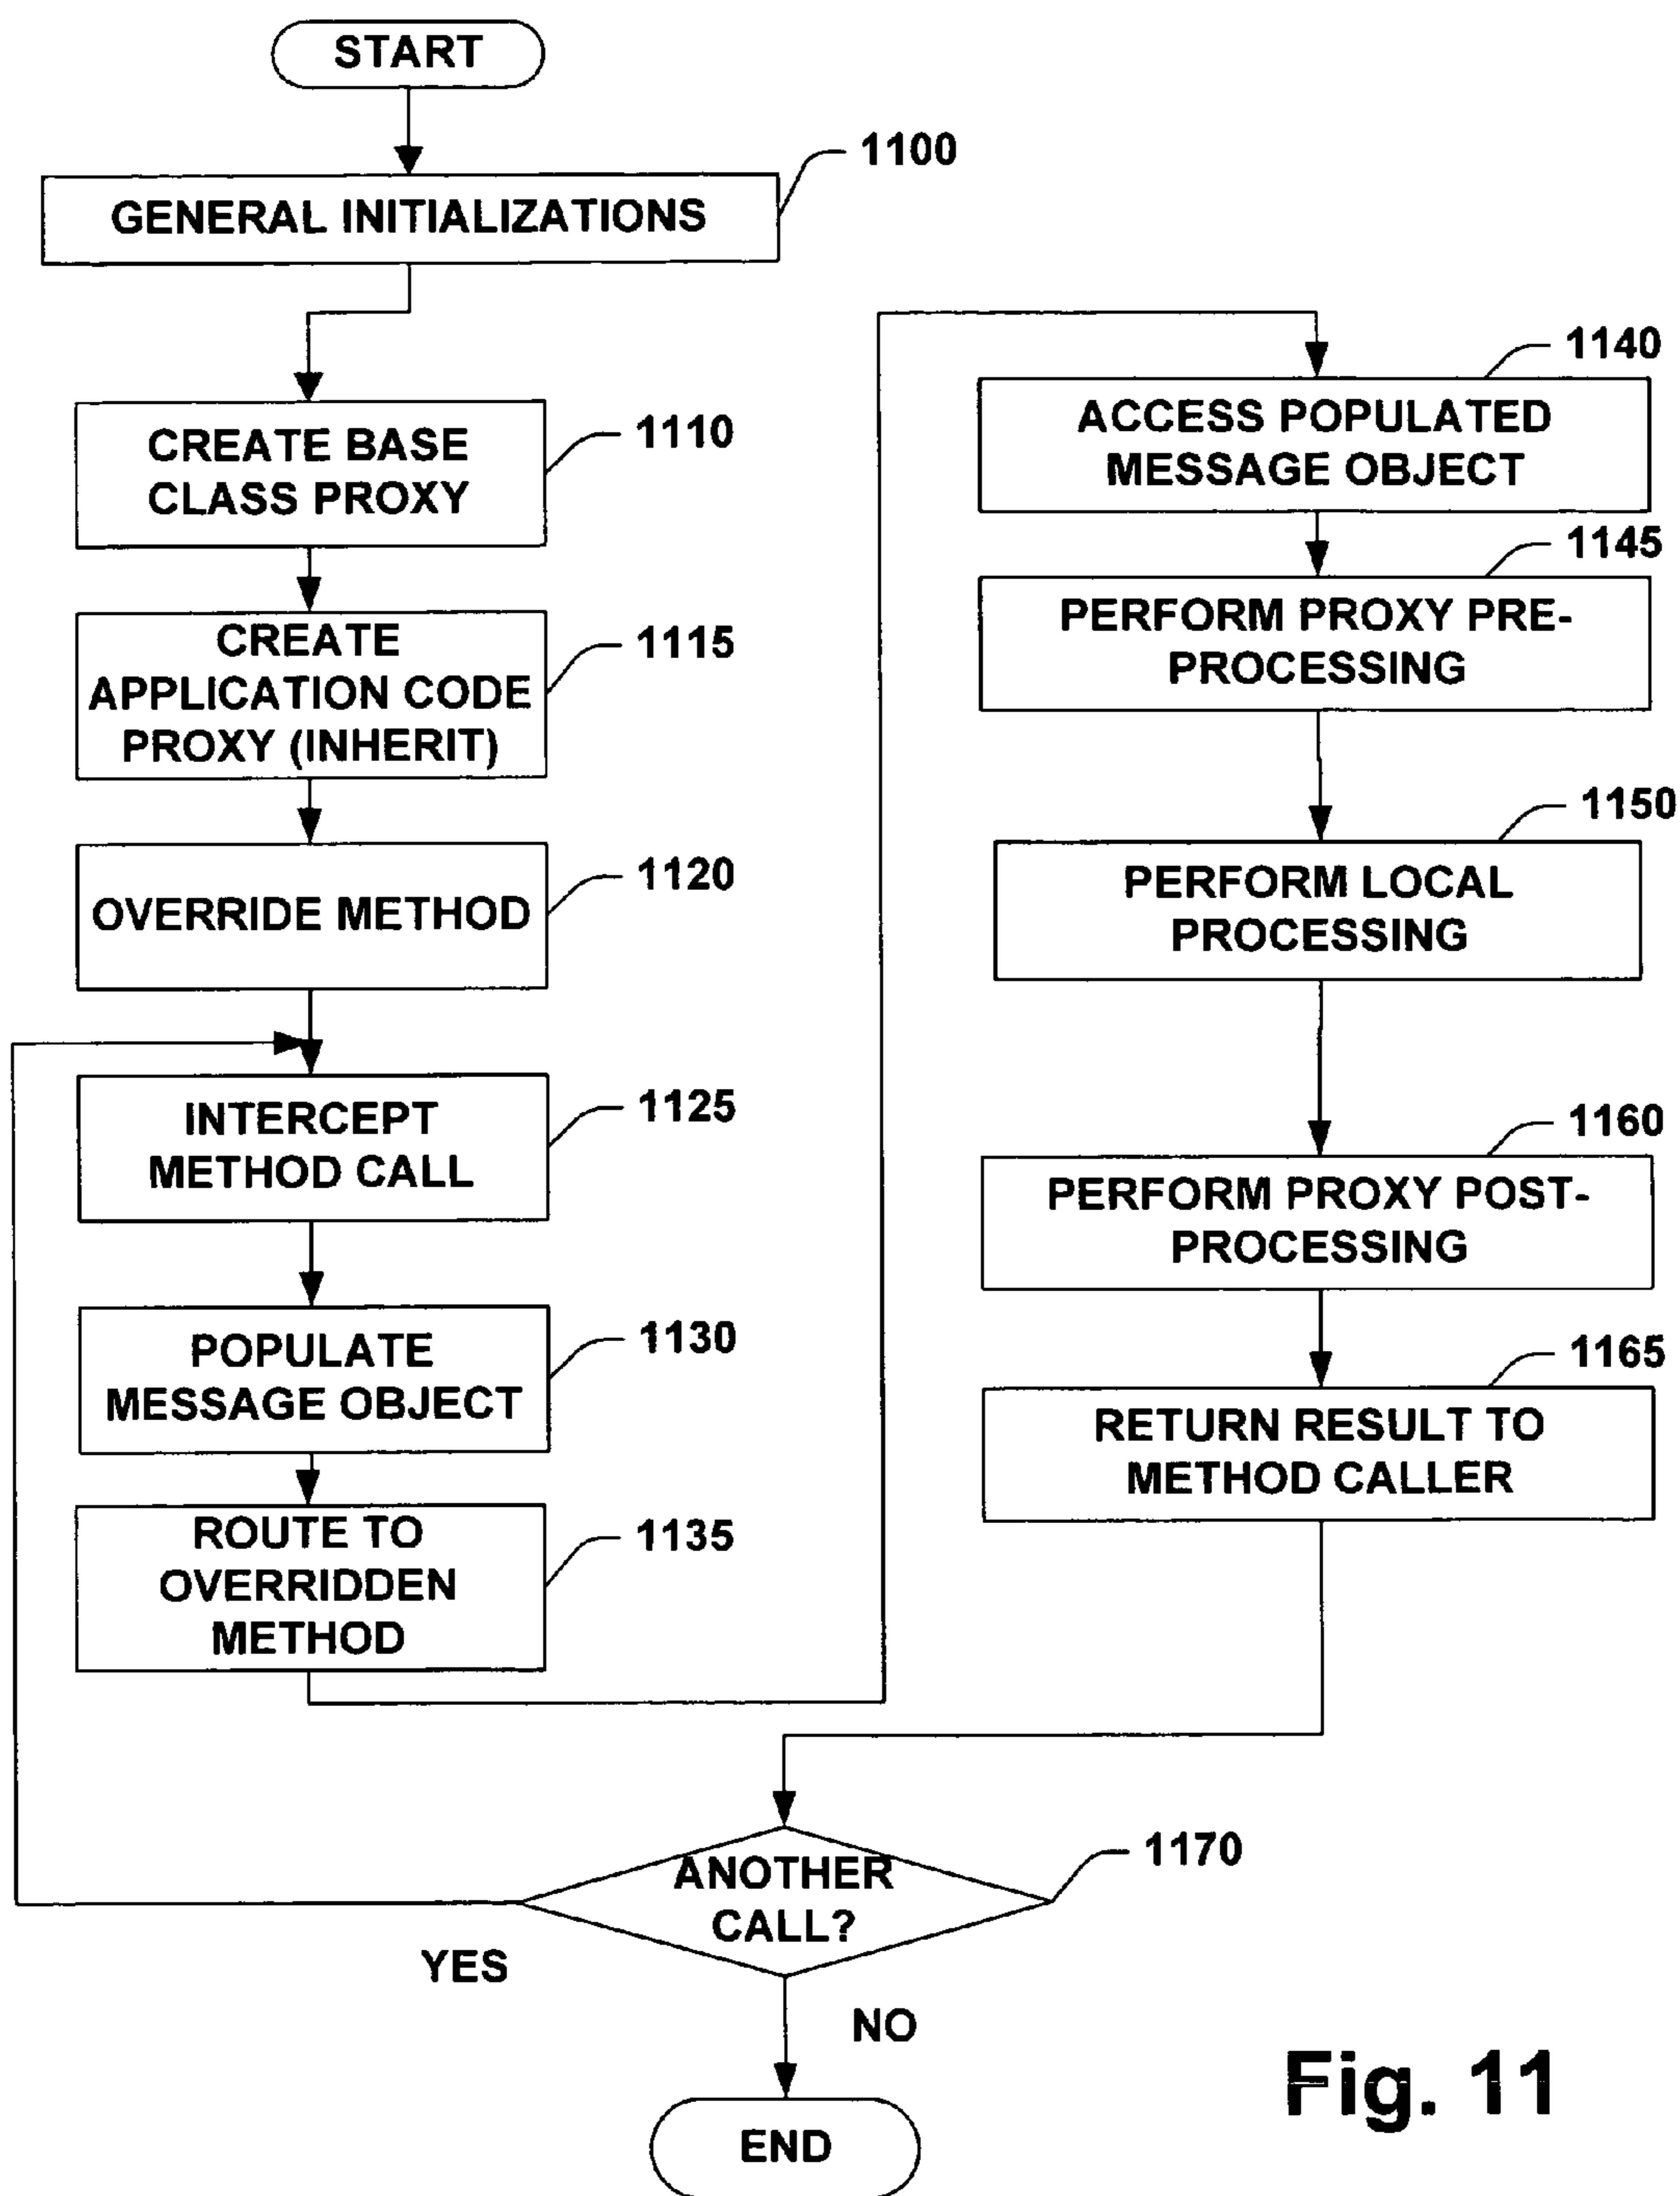 START
1100
GENERAL INITIALIZATIONS
1110
CREATE BASE
CLASS PROXY
1115
CREATE
APPLICATION CODE
PROXY (INHERIT)
1120
OVERRIDE METHOD
1125
INTERCEPT
METHOD CALL
1130
POPULATE
MESSAGE OBJECT
1135
ROUTE TO
OVERRIDDEN
METHOD
1140
ACCESS POPULATED
MESSAGE OBJECT
1145
PERFORM PROXY PRE-
PROCESSING
1150
PERFORM LOCAL
PROCESSING
1160
PERFORM PROXY POST-
PROCESSING
1165
RETURN RESULT TO
METHOD CALLER
1170
ANOTHER
CALL?
YES
NO
END
Fig. 11